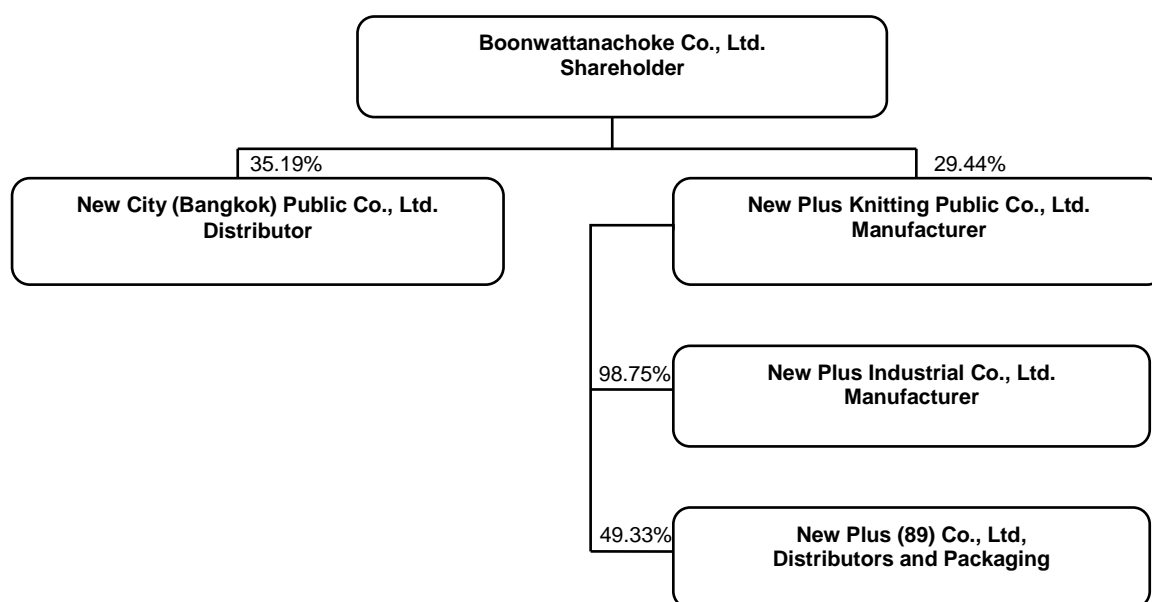 Boonwattanachoke Co., Ltd.
Shareholder
35.19%
29.44%
New City (Bangkok) Public Co., Ltd.
Distributor
New Plus Knitting Public Co., Ltd.
Manufacturer
98.75%
New Plus Industrial Co., Ltd.
Manufacturer
49.33%
New Plus (89) Co., Ltd,
Distributors and Packaging